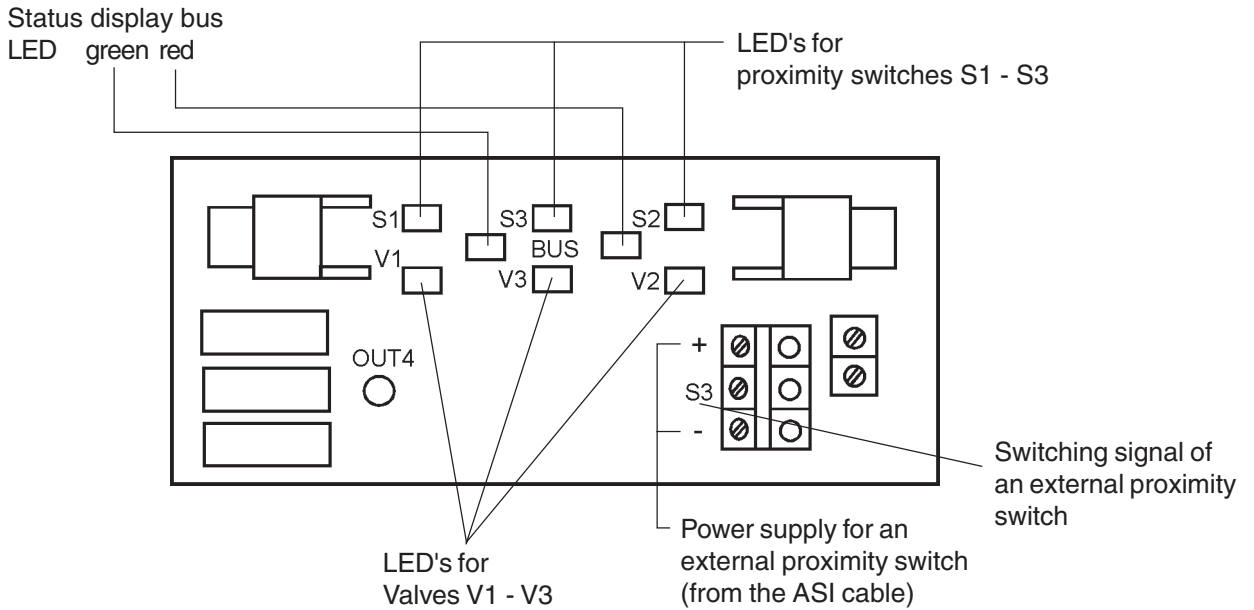 Status display bus
LED green red
LED's for
proximity switches S1 - S3
S1
S3
S2
BUS
V1
V3
V2
OUT4
+
S3
-
Switching signal of
an external proximity
switch
Power supply for an
external proximity switch
(from the ASI cable)
LED's for
Valves V1 - V3